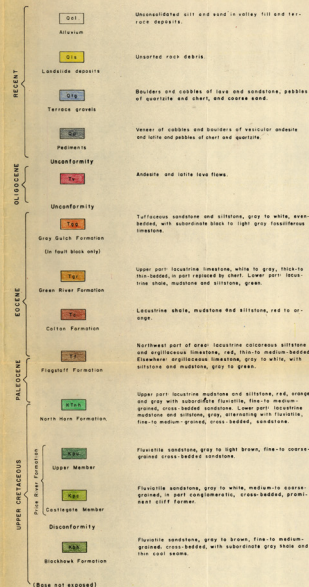 RECENT
Qal
Alluvium
Unconsolidated silt and sand in valley fill and ter-
race deposits.
Qls
Landslide deposits
Unsorted rock debris.
Qtg
Terrace gravels
Boulders and cobbles of lava and sandstone, pebbles
of quartzite and chert, and coarse sand.
Pediments
Veneer of cobbles and boulders of vesicular andesite
and latite and pebbles of chert and quartzite.
Unconformity
OLIGOCENE
Andesite and latite lava flows.
Unconformity
EOCENE
Tgg
Gray Gulch Formation
(In fault block only)
Tuffaceous sandstone and siltstone, gray to white, even-
bedded, with subordinate black to light gray fossiliferous
limestone.
Tgr
Green River Formation
Upper part: lacustrine limestone, white to gray, thick-to
thin-bedded, in part replaced by chert. Lower part: lacus-
trine shale, mudstone and siltstone, green.
Tc
Colton Formation
Lacustrine shale, mudstone and siltstone, red to or-
ange.
PALEOCENE
Tf
Flagstaff Formation
Northwest part of area: lacustrine calcareous siltstone
and argillaceous limestone, red, thin-to medium-bedded.
Elsewhere: argillaceous limestone, gray to white, with
siltstone and mudstone, gray to green.
KTnh
North Horn Formation
Upper part: lacustrine mudstone and siltstone, red, orange
and gray with subordinate fluviatile, fine-to medium-
grained, cross-bedded sandstone. Lower part: lacustrine
mudstone and siltstone, gray, alternating with fluviatile,
fine-to medium-grained, cross-bedded, sandstone.
UPPER CRETACEOUS
Price River Formation
Kpu
Upper Member
Fluviatile sandstone, gray to light brown, fine-to coarse-
grained cross-bedded sandstone.
Kpc
Castlegate Member
Fluviatile sandstone, gray to white, medium-to coarse-
grained, in part conglomeratic, cross-bedded, promi-
nent cliff former.
Disconformity
Kbh
Blackhawk Formation
Fluviatile sandstone, gray to brown, fine-to medium-
grained, cross-bedded, with subordinate gray shale and
thin coal seams.
(Base not exposed)